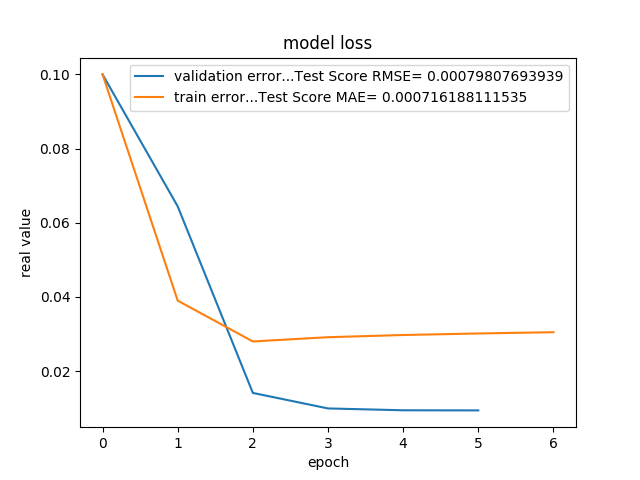 model loss
validation error...Test Score RMSE= 0.00079807693939
train error...Test Score MAE= 0.000716188111535
real value
0.10
0.08
0.06
0.04
0.02
0 1 2 3 4 5 6
epoch